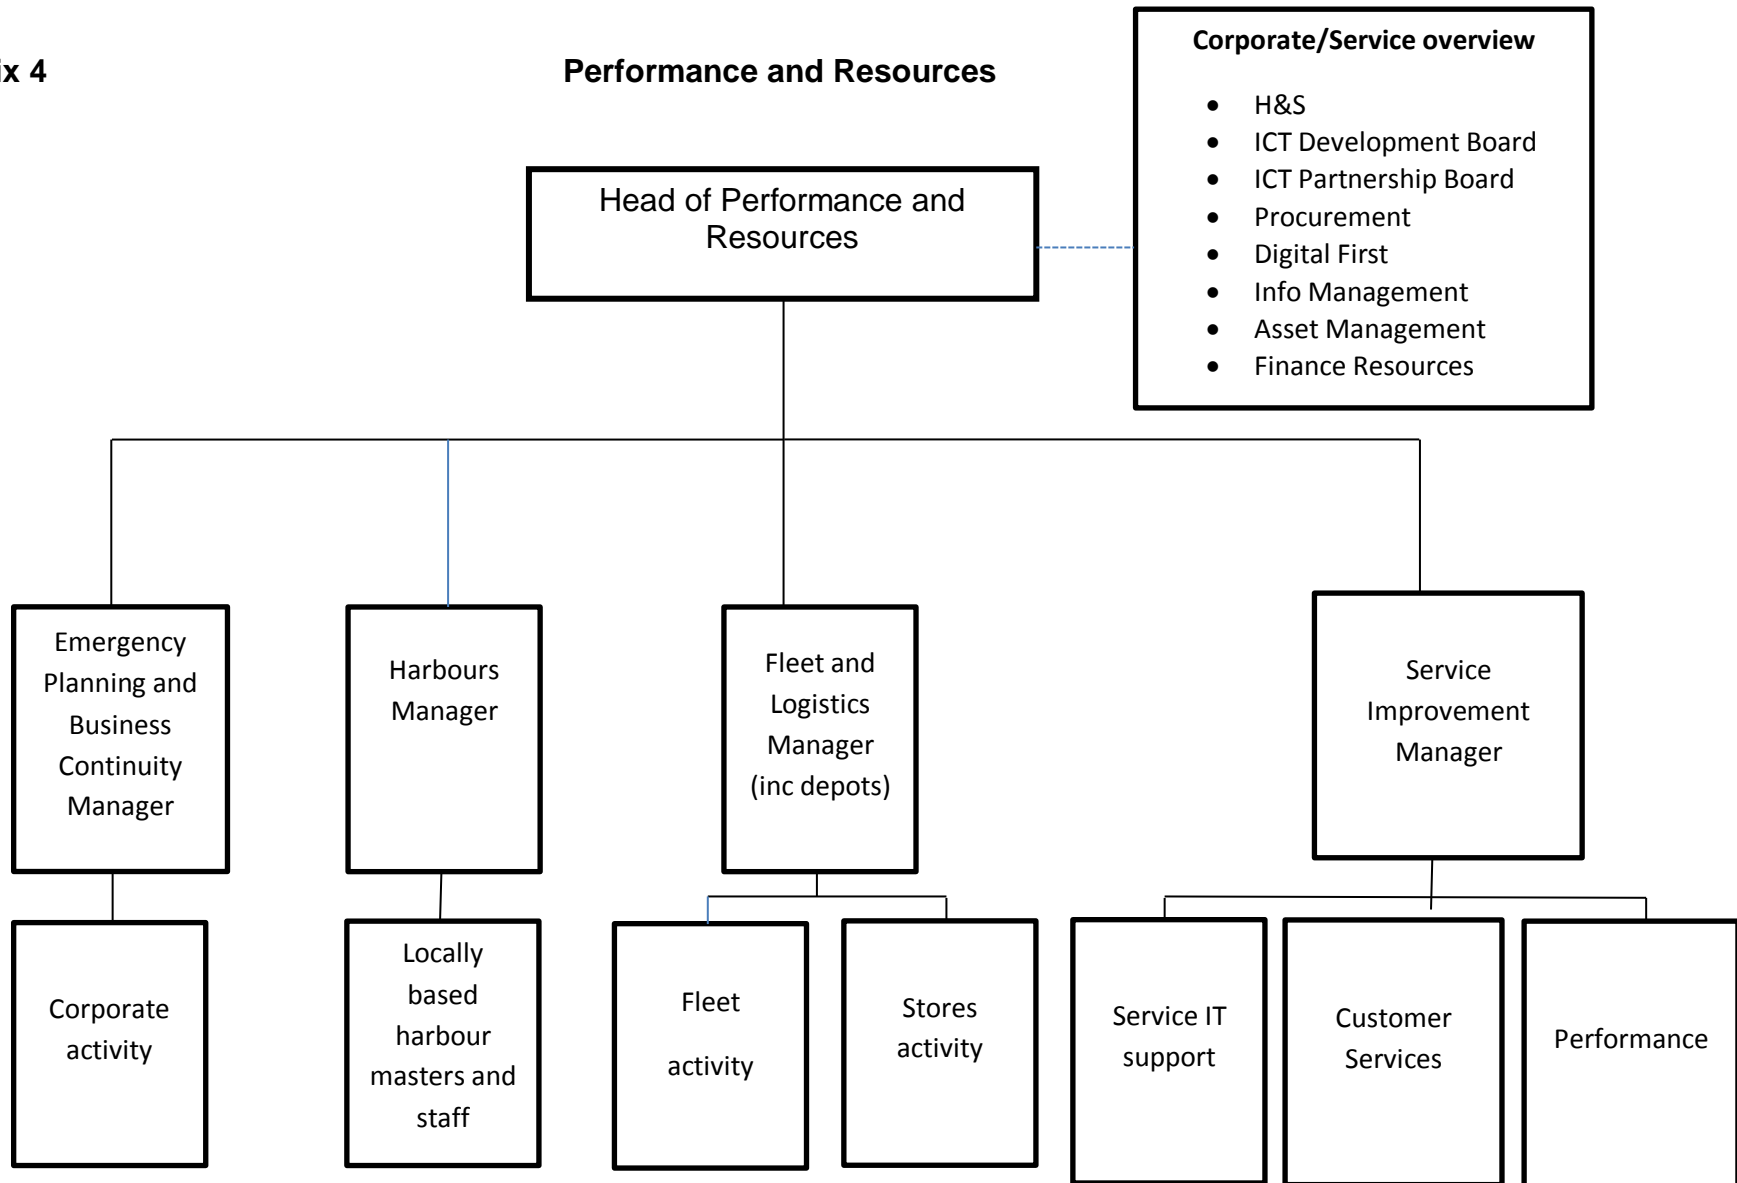 ix 4
Performance and Resources
Corporate/Service overview
• H&S
• ICT Development Board
• ICT Partnership Board
• Procurement
• Digital First
• Info Management
• Asset Management
• Finance Resources
Head of Performance and
Resources
Emergency
Planning and
Business
Continuity
Manager
Harbours
Manager
Fleet and
Logistics
Manager
(inc depots)
Service
Improvement
Manager
Corporate
activity
Locally
based
harbour
masters and
staff
Fleet
activity
Stores
activity
Service IT
support
Customer
Services
Performance